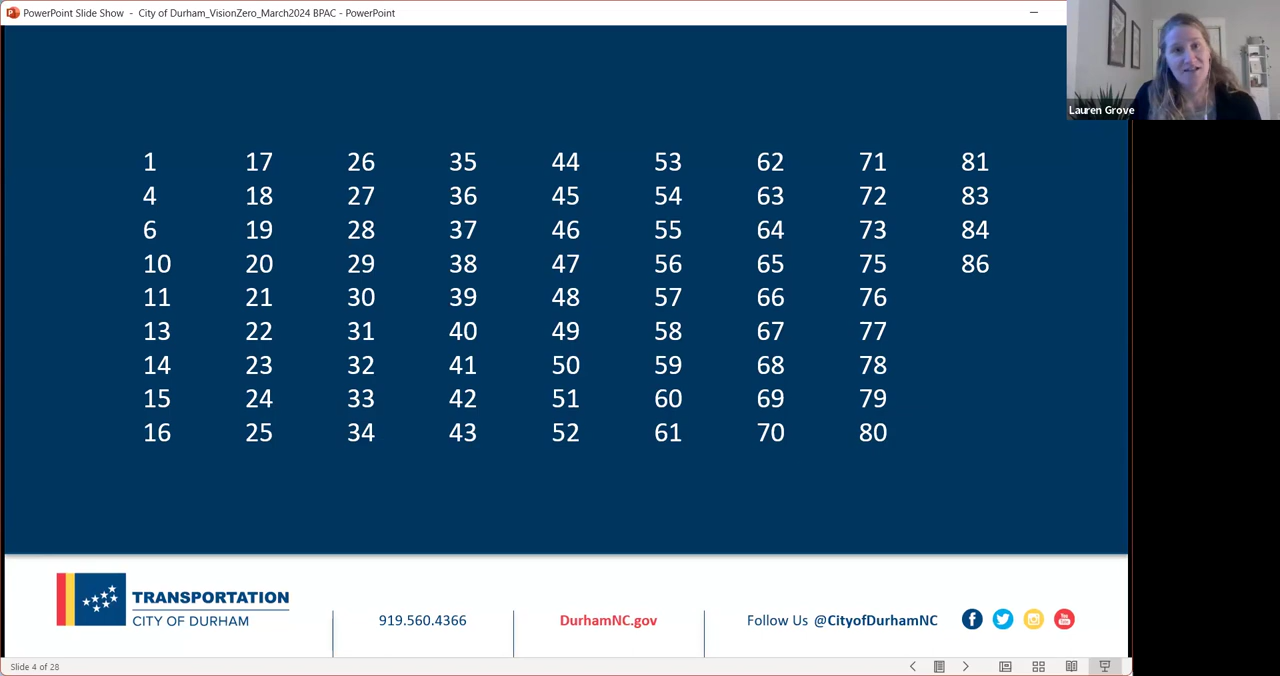 PowerPoint Slide Show - City of Durham_VisionZero_March2024 BPAC - PowerPoint
Lauren Grove
1 17 26 35 44 53 62 71 81
4 18 27 36 45 54 63 72 83
6 19 28 37 46 55 64 73 84
10 20 29 38 47 56 65 75 86
11 21 30 39 48 57 66 76
13 22 31 40 49 58 67 77
14 23 32 41 50 59 68 78
15 24 33 42 51 60 69 79
16 25 34 43 52 61 70 80
TRANSPORTATION
CITY OF DURHAM
919.560.4366
DurhamNC.gov
Follow Us @CityofDurhamNC
Slide 4 of 28